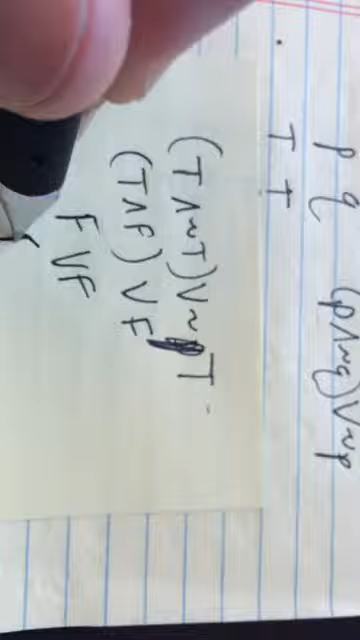 p q (p∧~q)∨~p
T T
(T∧~T)∨~T
(T∧F)∨F
F∨F